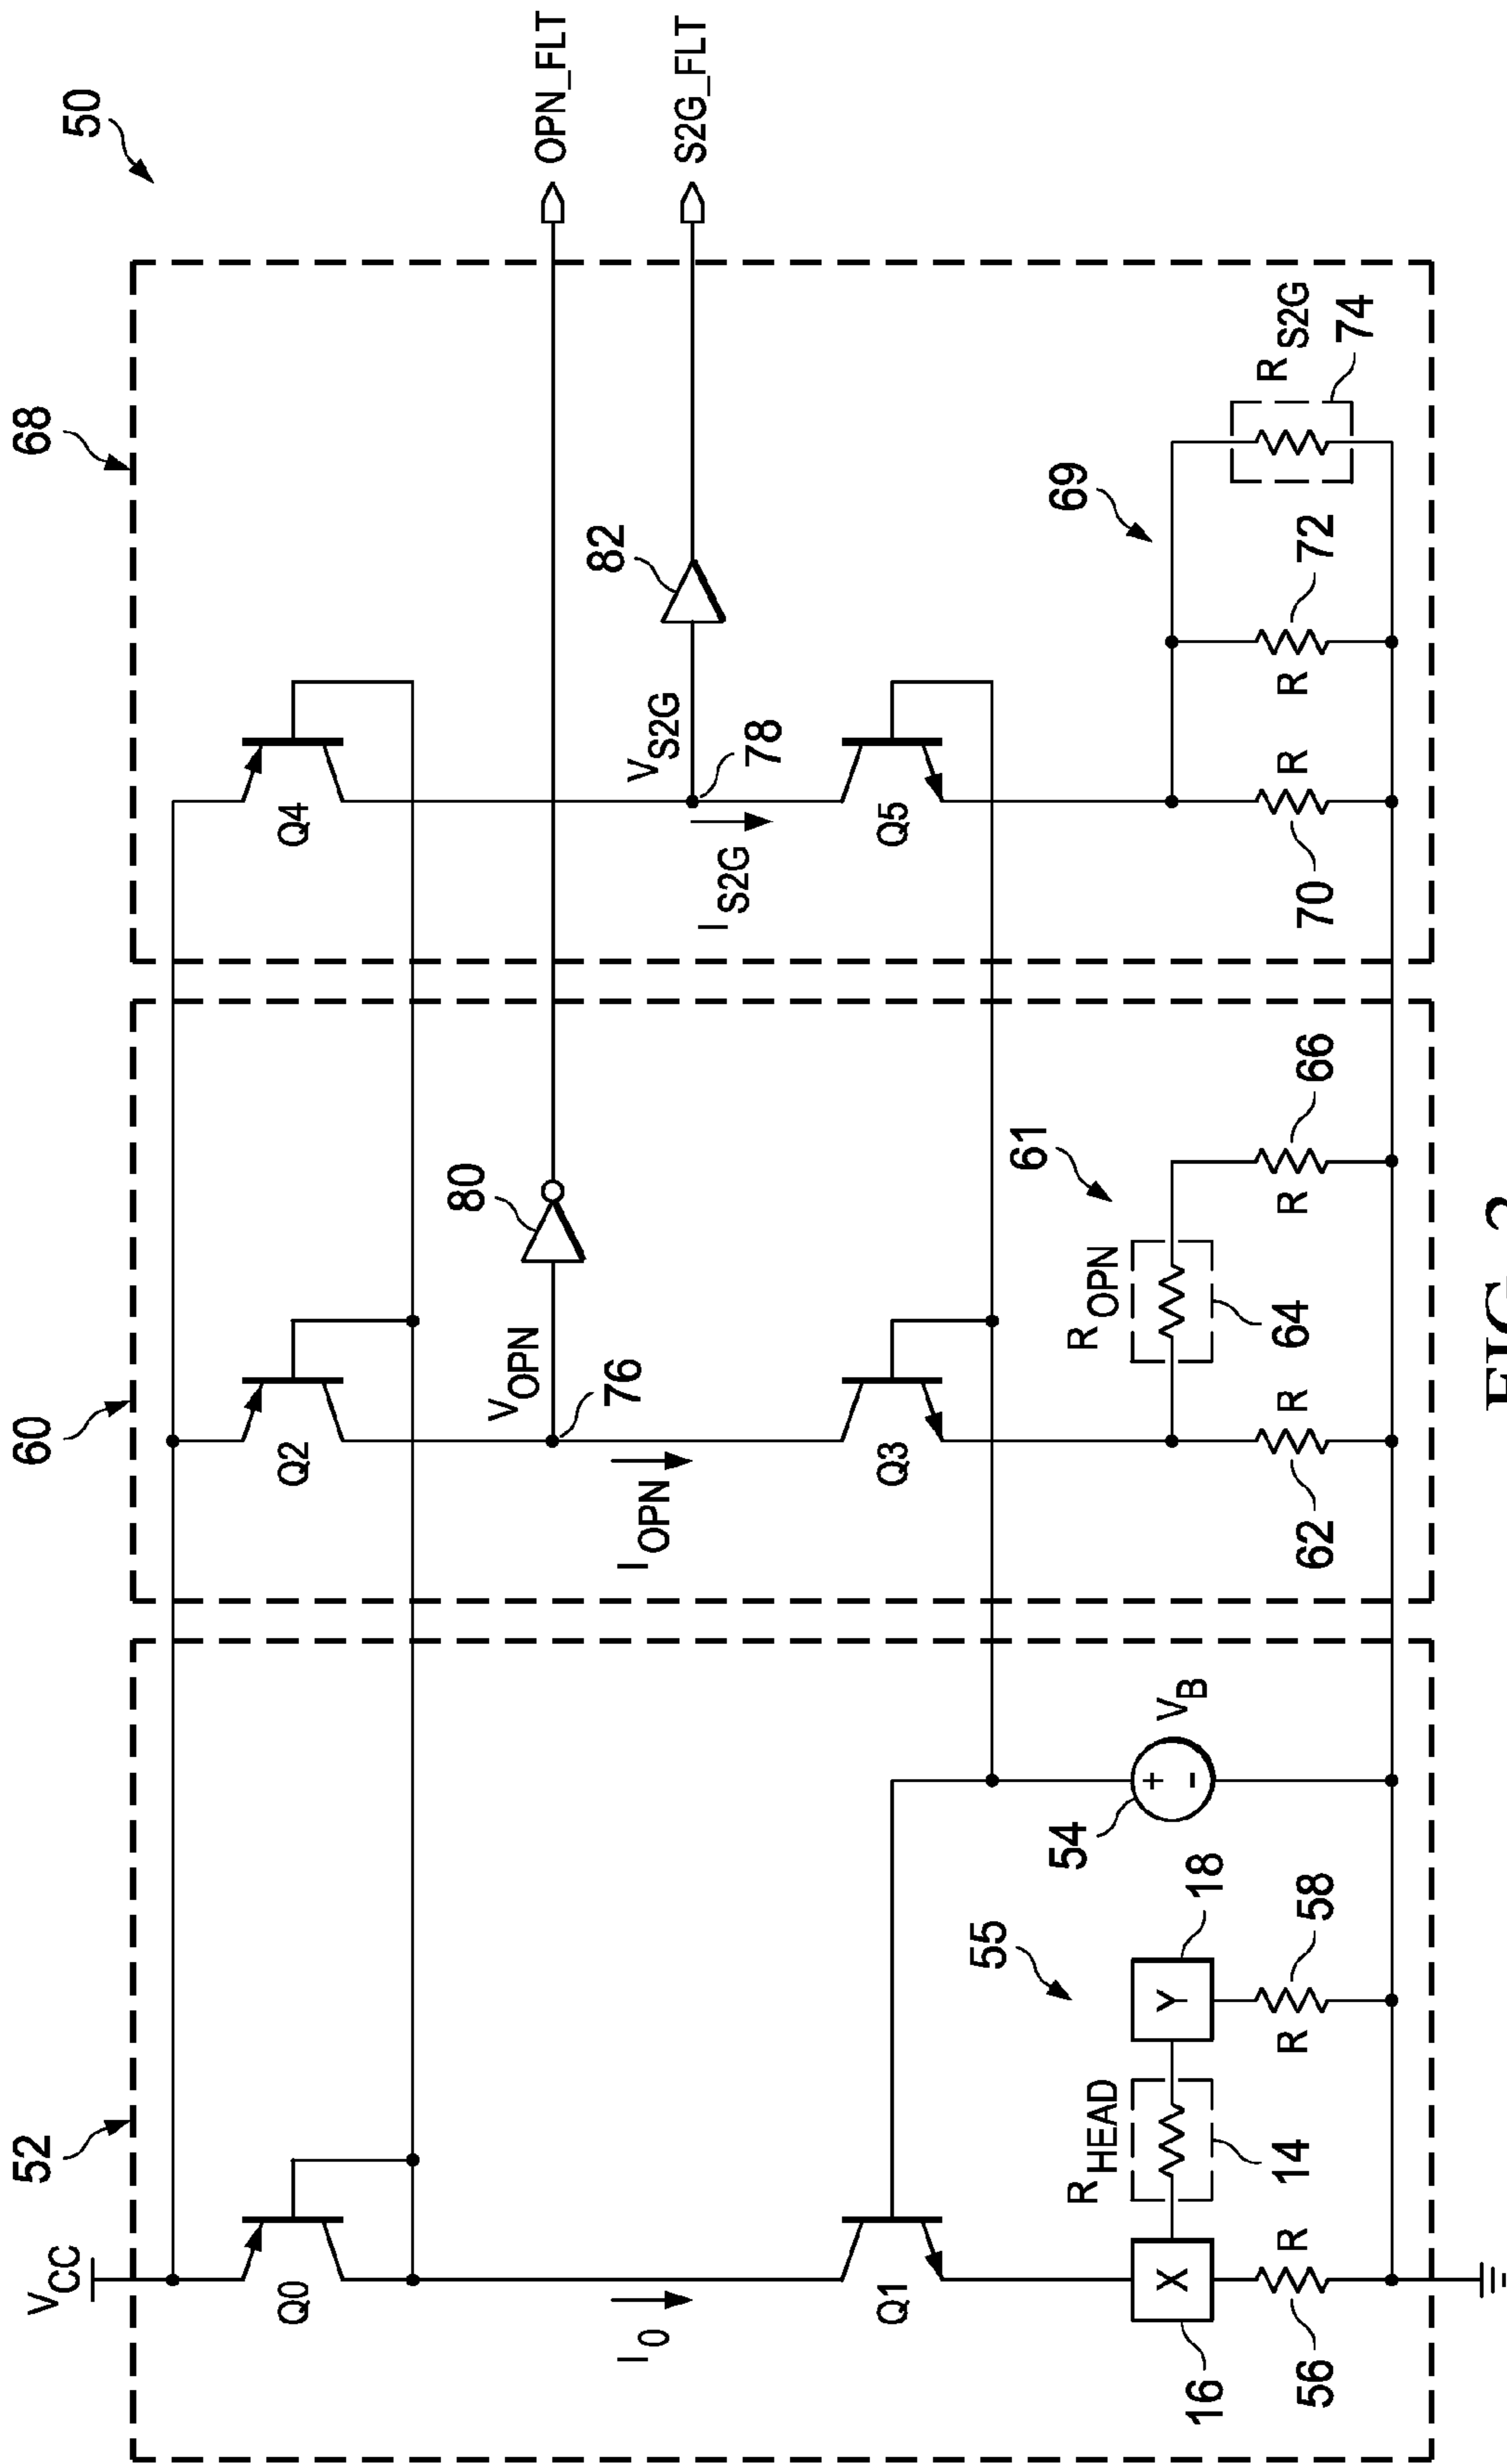 50
52
60
68
V_CC
Q0
Q2
Q4
OPN_FLT
80
V_OPN
76
S2G_FLT
82
V_S2G
78
I_0
I_OPN
I_S2G
Q1
Q3
Q5
55
54
V_B
61
69
R_HEAD
14
16
X
Y
18
R_OPN
64
R_S2G
74
56
R
R
58
62
R
R
66
70
R
R
72